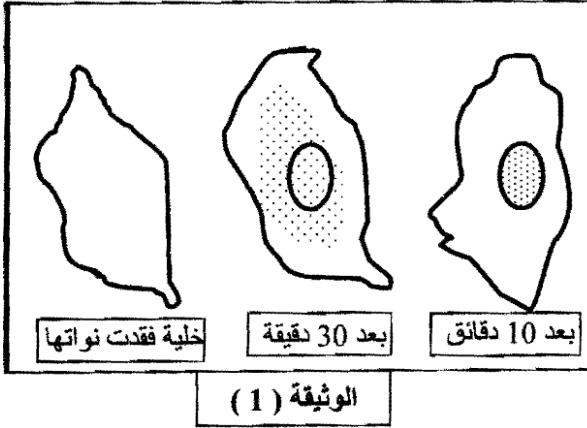 بعد 10 دقائق
بعد 30 دقيقة
خلية فقدت نواتها
الوثيقة ( 1 )